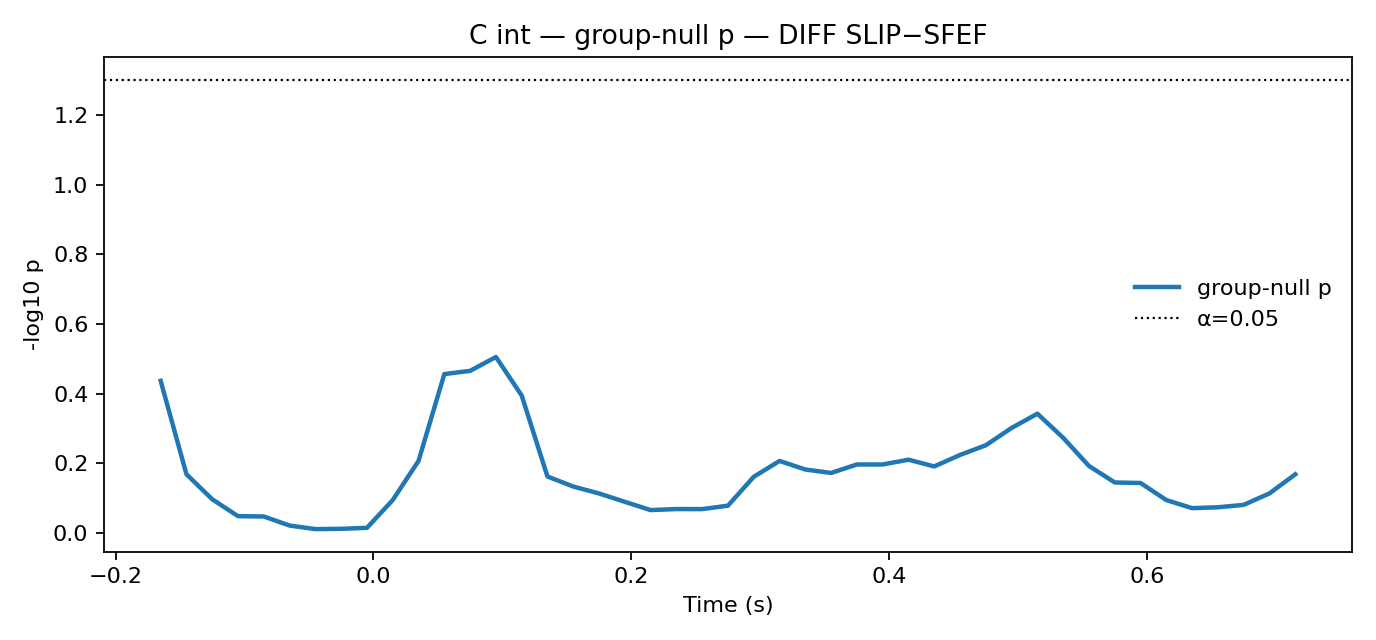 C int — group-null p — DIFF SLIP−SFEF
-log10 p
1.2
1.0
0.8
0.6
0.4
0.2
0.0
group-null p
α=0.05
−0.2
0.0
0.2
0.4
0.6
Time (s)